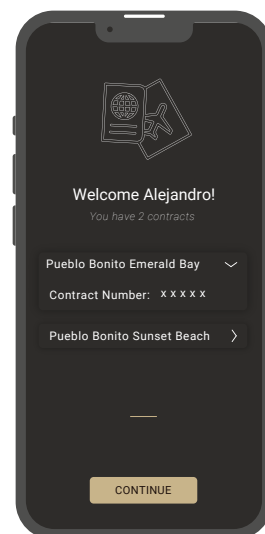 Welcome Alejandro!
You have 2 contracts
Pueblo Bonito Emerald Bay
Contract Number: x x x x x
Pueblo Bonito Sunset Beach
CONTINUE